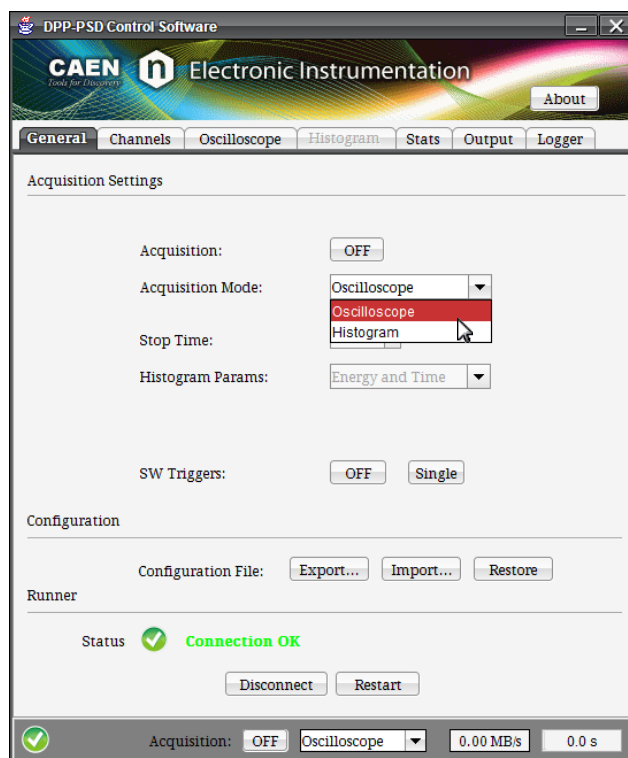 DPP-PSD Control Software
CAEN n Electronic Instrumentation
Tools for Discovery
About
General Channels Oscilloscope Histogram Stats Output Logger
Acquisition Settings
Acquisition: OFF
Acquisition Mode: Oscilloscope
Oscilloscope
Histogram
Stop Time:
Histogram Params: Energy and Time
SW Triggers: OFF Single
Configuration
Configuration File: Export... Import... Restore
Runner
Status Connection OK
Disconnect Restart
Acquisition: OFF Oscilloscope 0.00 MB/s 0.0 s